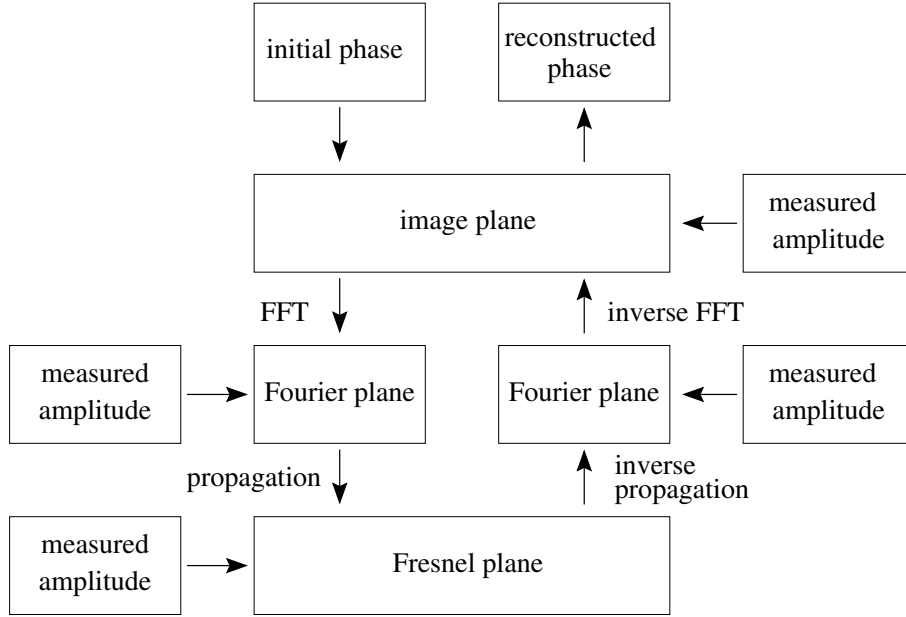 initial phase
reconstructed
phase
image plane
measured
amplitude
FFT
inverse FFT
measured
amplitude
Fourier plane
Fourier plane
measured
amplitude
propagation
inverse
propagation
measured
amplitude
Fresnel plane